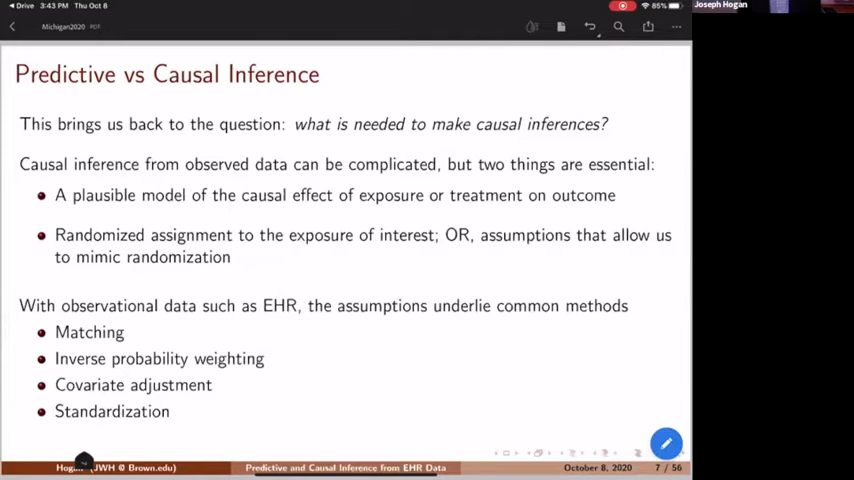 Drive 3:43 PM Thu Oct 8
85%
Joseph Hogan
Michigan2020 PDF
Predictive vs Causal Inference
This brings us back to the question: what is needed to make causal inferences?
Causal inference from observed data can be complicated, but two things are essential:
A plausible model of the causal effect of exposure or treatment on outcome
Randomized assignment to the exposure of interest; OR, assumptions that allow us
to mimic randomization
With observational data such as EHR, the assumptions underlie common methods
Matching
Inverse probability weighting
Covariate adjustment
Standardization
Hogan (JWH @ Brown.edu) Predictive and Causal Inference from EHR Data October 8, 2020 7 / 56